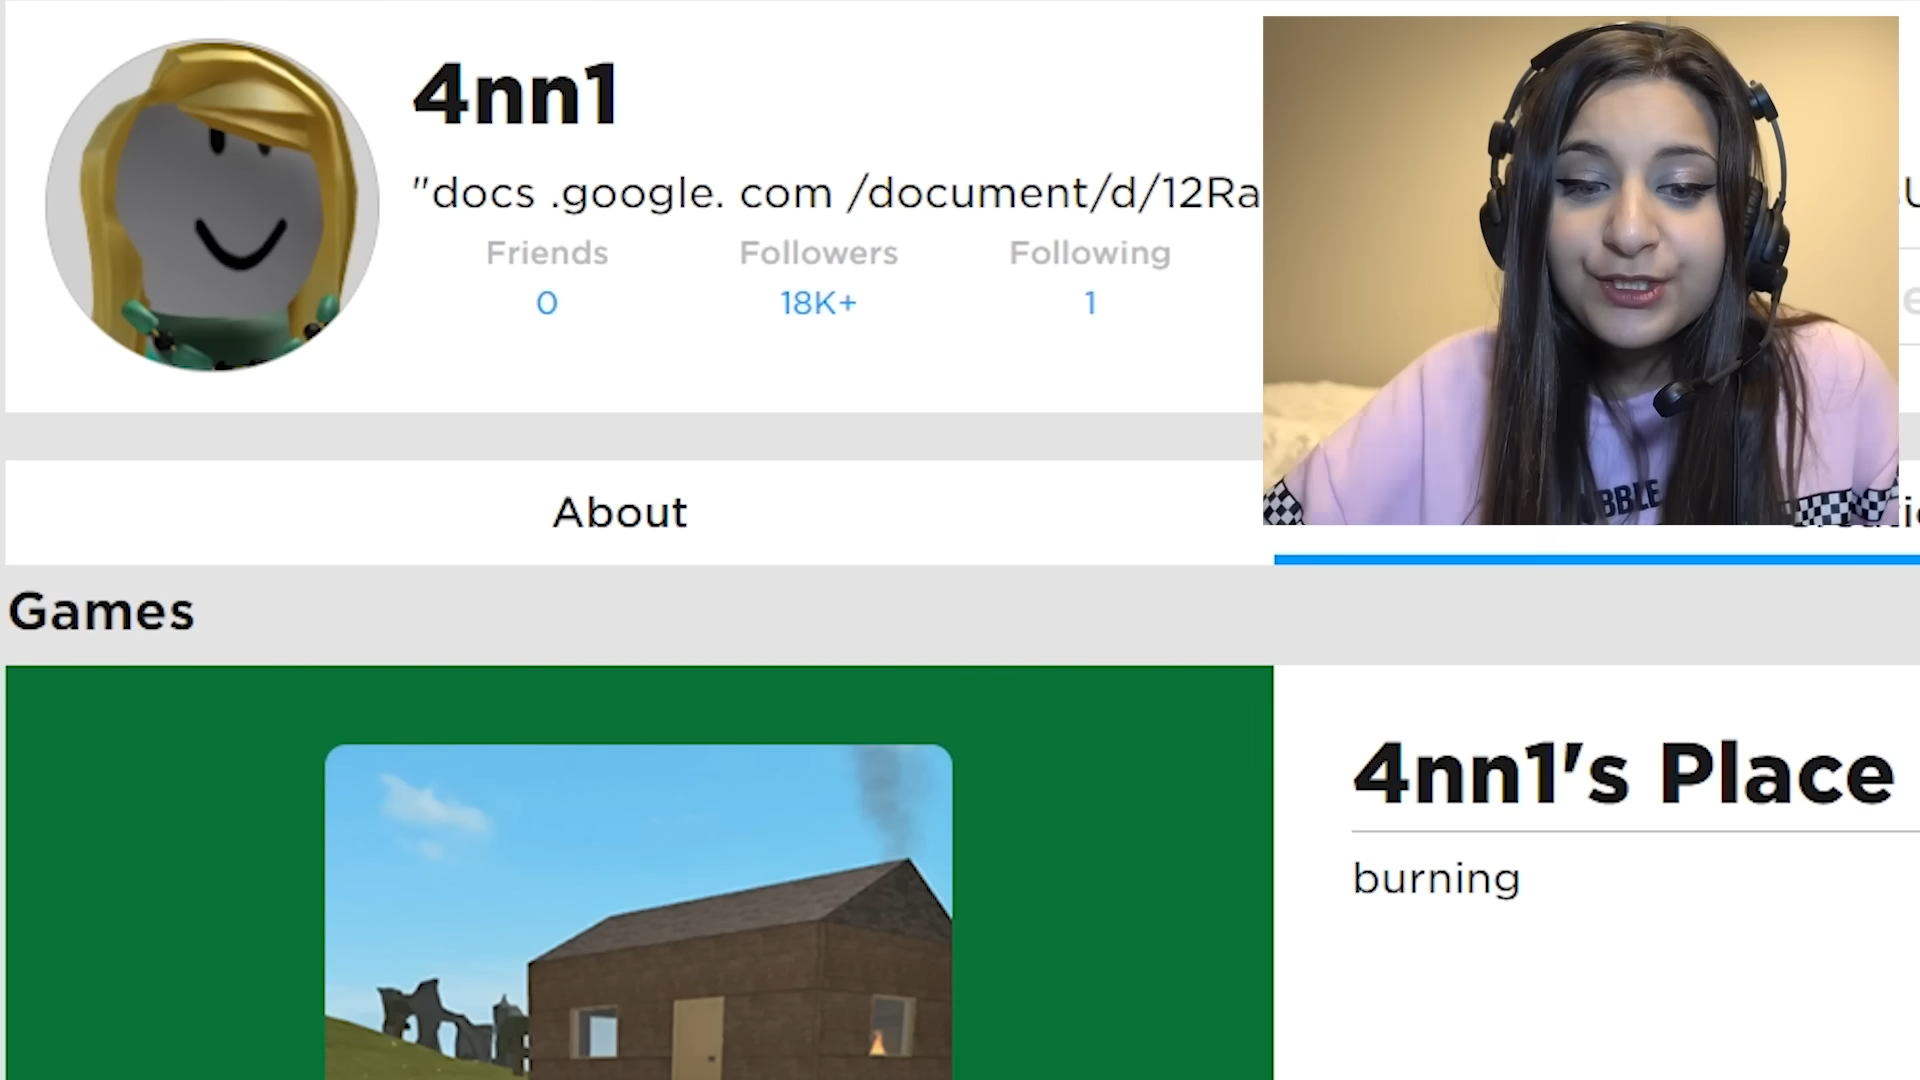 4nn1
"docs .google. com /document/d/12Ra
Friends
Followers
Following
0
18K+
1
About
Games
4nn1's Place
burning